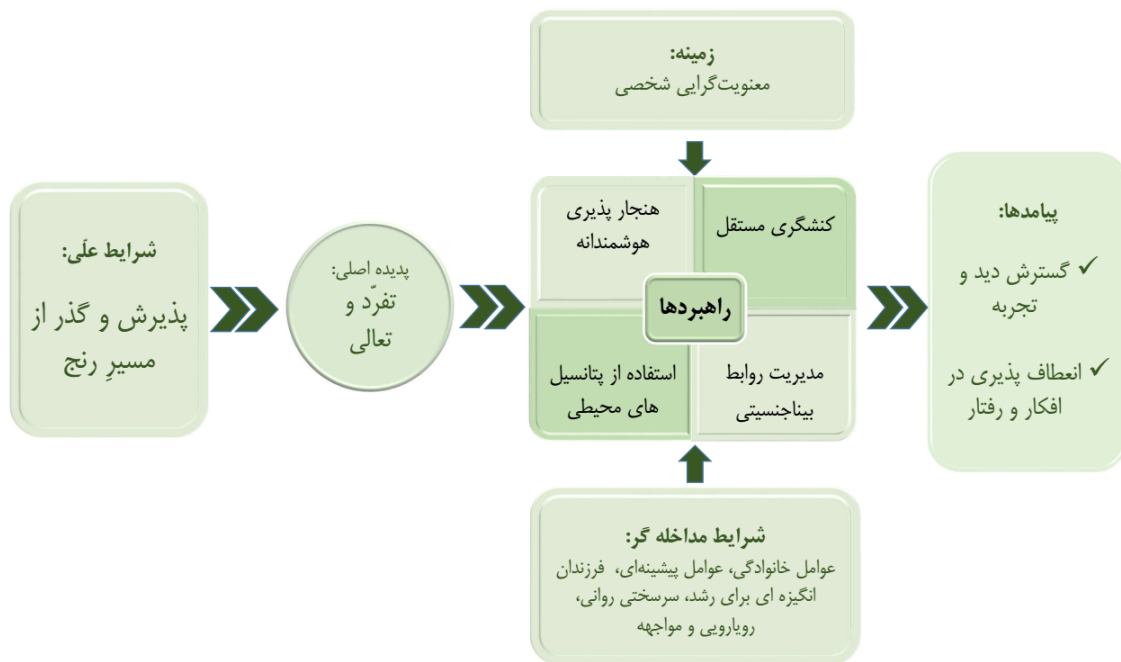 زمینه:
معنویت‌گرایی شخصی
شرایط علّی:
پذیرش و گذر از
مسیرِ رنج
پدیده اصلی:
تفرّد و
تعالی
هنجار پذیری
هوشمندانه
کنشگری مستقل
راهبردها
استفاده از پتانسیل
های محیطی
مدیریت روابط
بیناجنسیتی
پیامدها:
✓ گسترش دید و
تجربه
✓ انعطاف پذیری در
افکار و رفتار
شرایط مداخله گر:
عوامل خانوادگی، عوامل پیشینه‌ای، فرزندان
انگیزه ای برای رشد، سرسختی روانی،
رویارویی و مواجهه